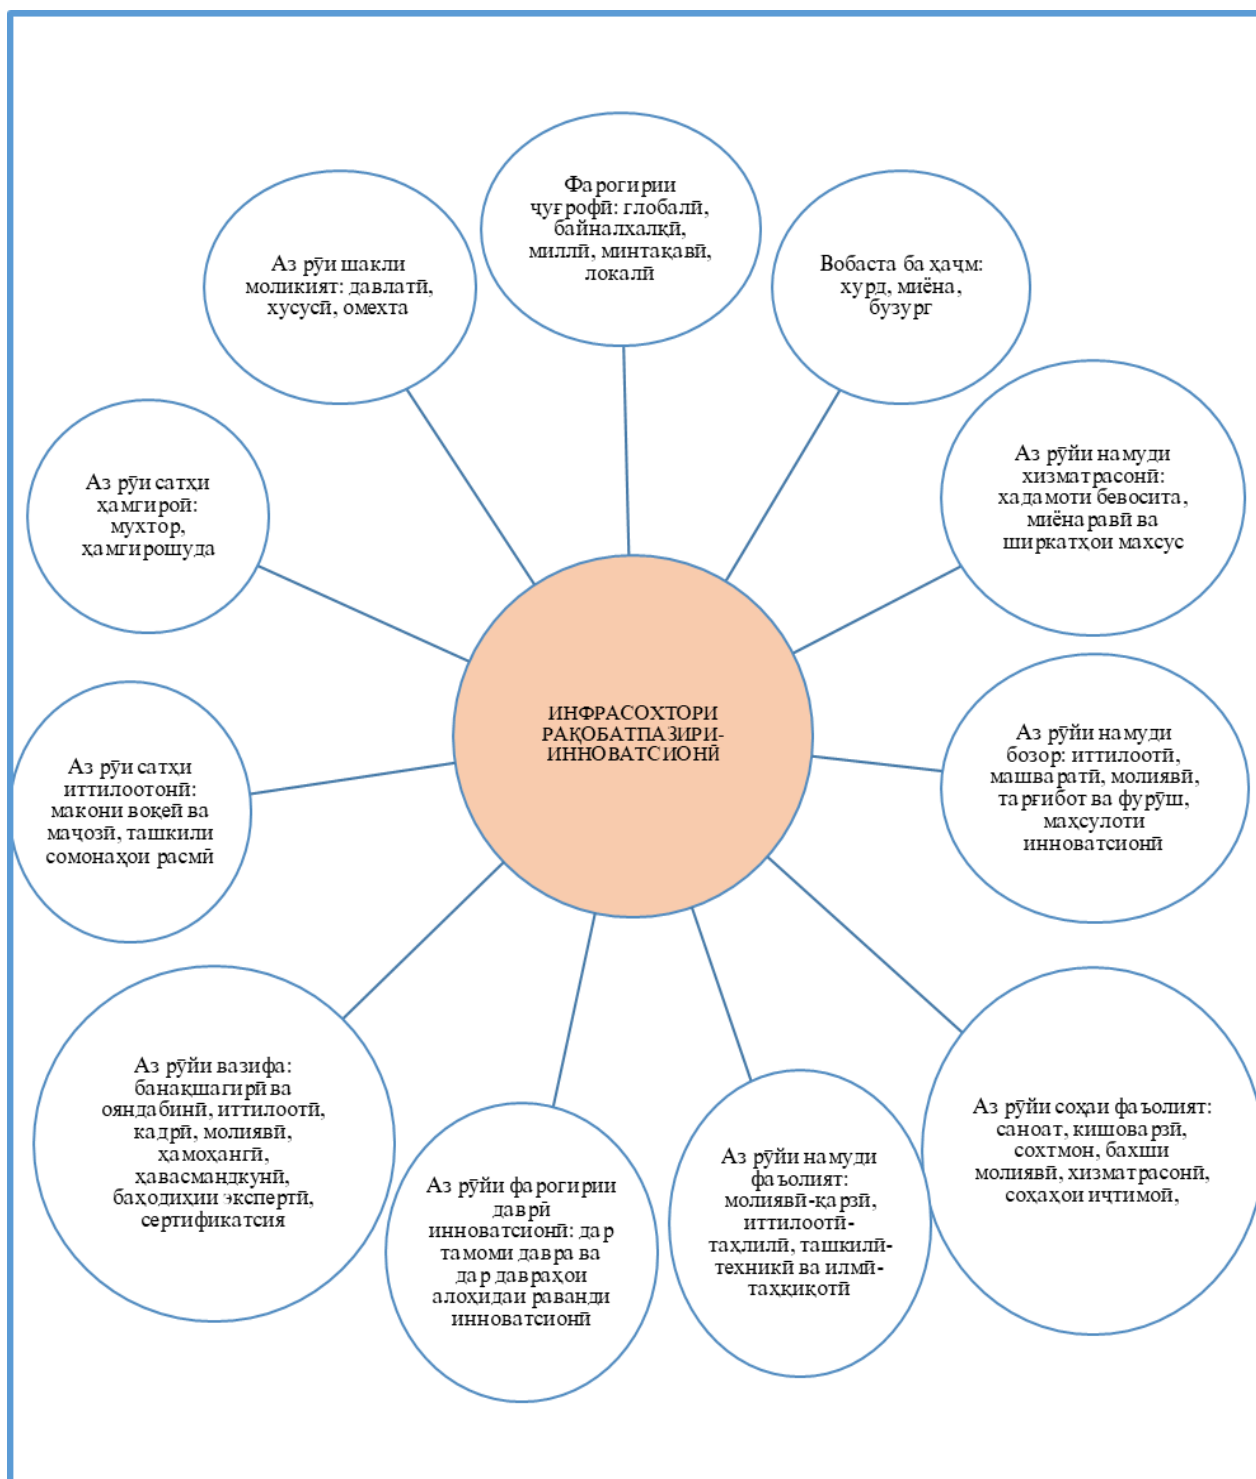 Фарогирии
ҷуғрофӣ: глобалӣ,
байналхалқӣ,
миллӣ, минтақавӣ,
локалӣ
Вобаста ба ҳаҷм:
хурд, миёна,
бузург
Аз рӯйи намуди
хизматрасонӣ:
хадамоти бевосита,
миёнаравӣ ва
ширкатҳои махсус
Аз рӯйи намуди
бозор: иттилоотӣ,
машваратӣ, молиявӣ,
тарғибот ва фурӯш,
маҳсулоти
инноватсионӣ
Аз рӯйи соҳаи фаъолият:
саноат, кишоварзӣ,
сохтмон, бахши
молиявӣ, хизматрасонӣ,
соҳаҳои иҷтимоӣ,
Аз рӯйи намуди
фаъолият:
молиявӣ-қарзӣ,
иттилоотӣ-
таҳлилӣ, ташкилӣ-
техникӣ ва илмӣ-
таҳқиқотӣ
Аз рӯйи фарогирии
даврӣ
инноватсионӣ: дар
тамоми давра ва
дар давраҳои
алоҳидаи раванди
инноватсионӣ
Аз рӯйи вазифа:
банақшагирӣ ва
ояндабинӣ, иттилоотӣ,
кадрӣ, молиявӣ,
ҳамоҳангӣ,
ҳавасмандкунӣ,
баҳодиҳии экспертӣ,
сертификатсия
Аз рӯи сатҳи
иттилоотонӣ:
макони воқеӣ ва
маҷозӣ, ташкили
сомонаҳои расмӣ
Аз рӯи сатҳи
ҳамгироӣ:
мухтор,
ҳамгирошуда
Аз рӯи шакли
моликият: давлатӣ,
хусусӣ, омехта
ИНФРАСОХТОРИ
РАҚОБАТПАЗИРИ-
ИННОВАТСИОНӢ